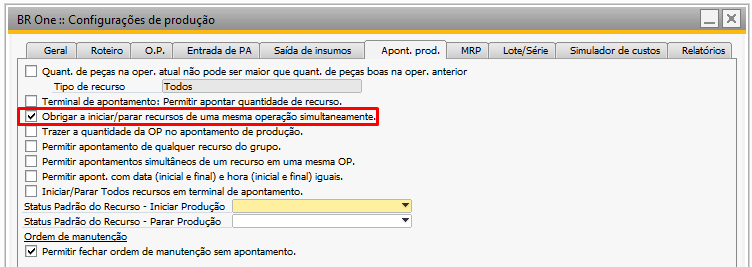 BR One :: Configurações de produção
Geral Roteiro O.P. Entrada de PA Saída de insumos Apont. prod. MRP Lote/Série Simulador de custos Relatórios
Quant. de peças na oper. atual não pode ser maior que quant. de peças boas na oper. anterior
Tipo de recurso Todos
Terminal de apontamento: Permitir apontar quantidade de recurso.
Obrigar a iniciar/parar recursos de uma mesma operação simultaneamente.
Trazer a quantidade da OP no apontamento de produção.
Permitir apontamento de qualquer recurso do grupo.
Permitir apontamentos simultâneos de um recurso em uma mesma OP.
Permitir apont. com data (inicial e final) e hora (inicial e final) iguais.
Iniciar/Parar Todos recursos em terminal de apontamento.
Status Padrão do Recurso - Iniciar Produção
Status Padrão do Recurso - Parar Produção
Ordem de manutenção
Permitir fechar ordem de manutenção sem apontamento.